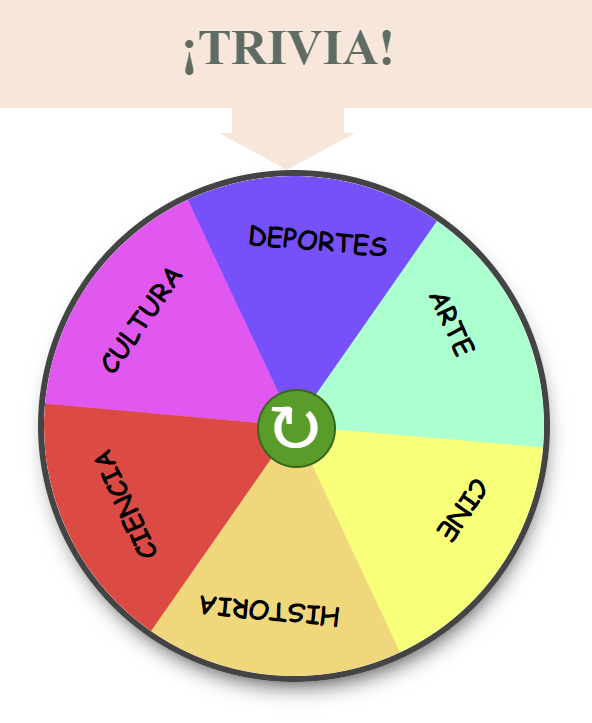 ¡TRIVIA!
DEPORTES
ARTE
CINE
HISTORIA
CIENCIA
CULTURA